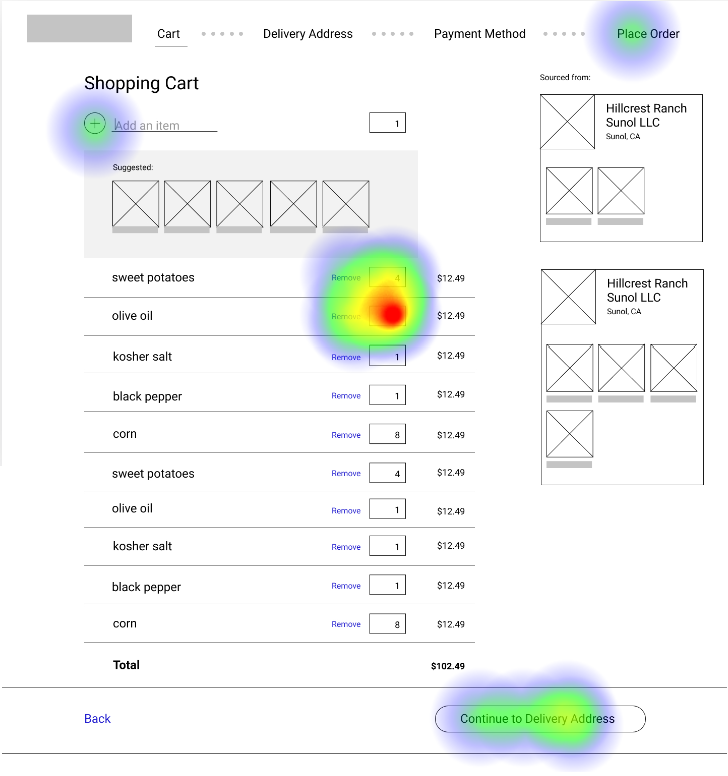 Cart Delivery Address Payment Method Place Order
Shopping Cart
Add an item 1
Suggested:
sweet potatoes Remove 4 $12.49
olive oil $12.49
kosher salt Remove 1 $12.49
black pepper Remove 1 $12.49
corn Remove 8 $12.49
sweet potatoes Remove 4 $12.49
olive oil Remove 1 $12.49
kosher salt Remove 1 $12.49
black pepper Remove 1 $12.49
corn Remove 8 $12.49
Total $102.49
Sourced from:
Hillcrest Ranch
Sunol LLC
Sunol, CA
Hillcrest Ranch
Sunol LLC
Sunol, CA
Back Continue to Delivery Address